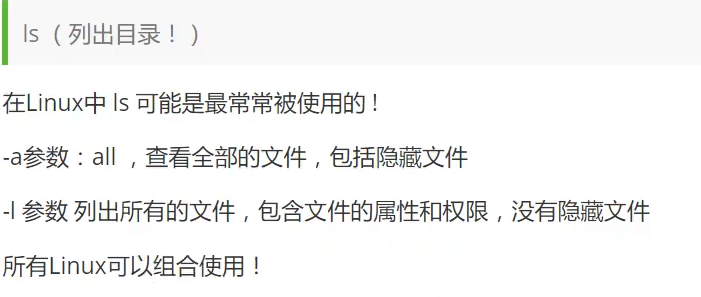 ls （ 列出目录！ ）
在Linux中 ls 可能是最常常被使用的 !
-a参数：all ，查看全部的文件，包括隐藏文件
-l 参数 列出所有的文件，包含文件的属性和权限，没有隐藏文件
所有Linux可以组合使用！